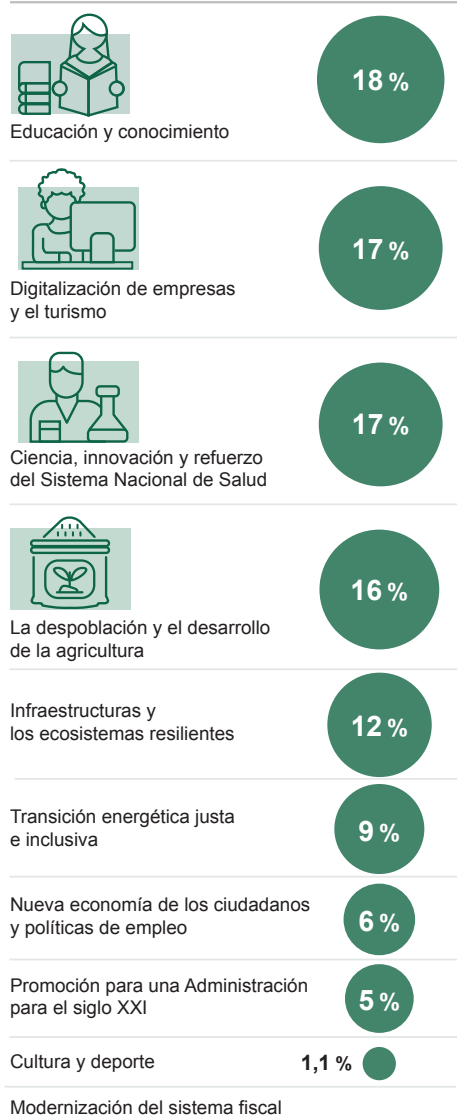 18 %
Educación y conocimiento
17 %
Digitalización de empresas
y el turismo
17 %
Ciencia, innovación y refuerzo
del Sistema Nacional de Salud
16 %
La despoblación y el desarrollo
de la agricultura
Infraestructuras y
los ecosistemas resilientes
12 %
Transición energética justa
e inclusiva
9 %
Nueva economía de los ciudadanos
y políticas de empleo
6 %
Promoción para una Administración
para el siglo XXI
5 %
Cultura y deporte
1,1 %
Modernización del sistema fiscal